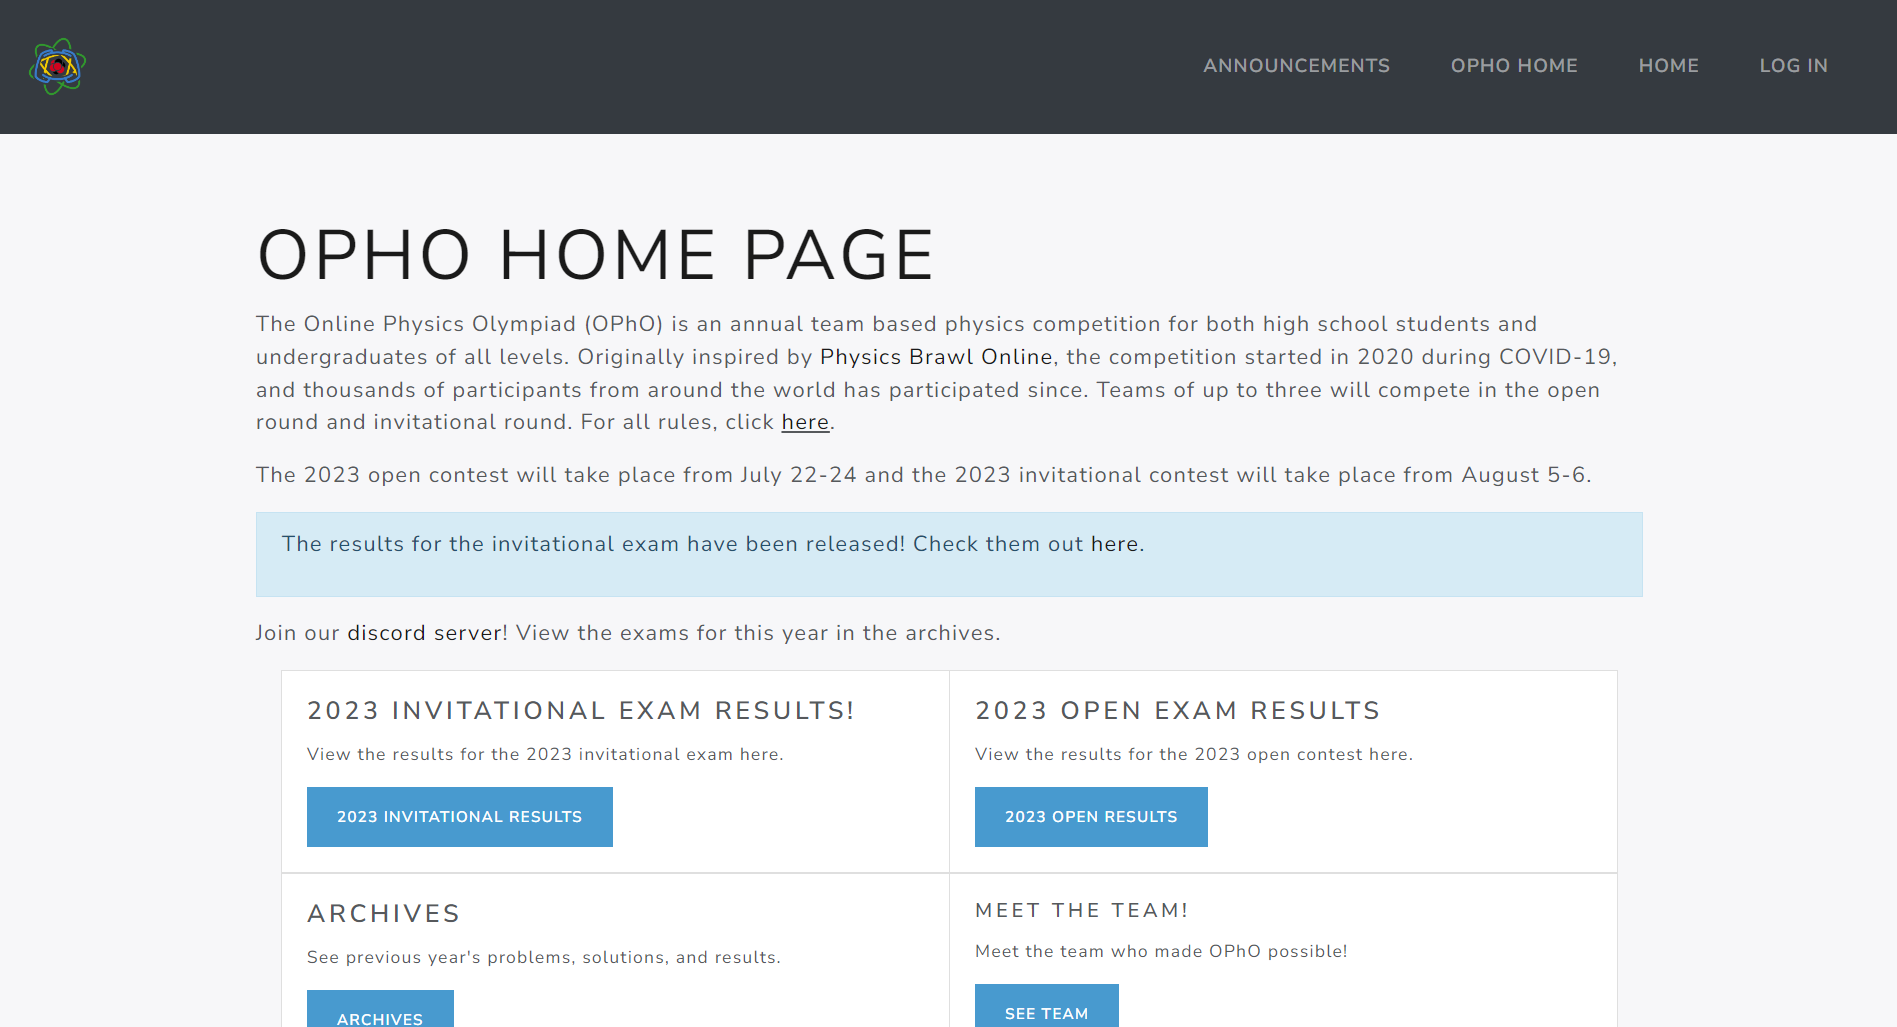 ANNOUNCEMENTS OPHO HOME HOME LOG IN
OPHO HOME PAGE
The Online Physics Olympiad (OPhO) is an annual team based physics competition for both high school students and
undergraduates of all levels. Originally inspired by Physics Brawl Online, the competition started in 2020 during COVID-19,
and thousands of participants from around the world has participated since. Teams of up to three will compete in the open
round and invitational round. For all rules, click here.
The 2023 open contest will take place from July 22-24 and the 2023 invitational contest will take place from August 5-6.
The results for the invitational exam have been released! Check them out here.
Join our discord server! View the exams for this year in the archives.
2023 INVITATIONAL EXAM RESULTS!
View the results for the 2023 invitational exam here.
2023 INVITATIONAL RESULTS
2023 OPEN EXAM RESULTS
View the results for the 2023 open contest here.
2023 OPEN RESULTS
ARCHIVES
See previous year's problems, solutions, and results.
ARCHIVES
MEET THE TEAM!
Meet the team who made OPhO possible!
SEE TEAM